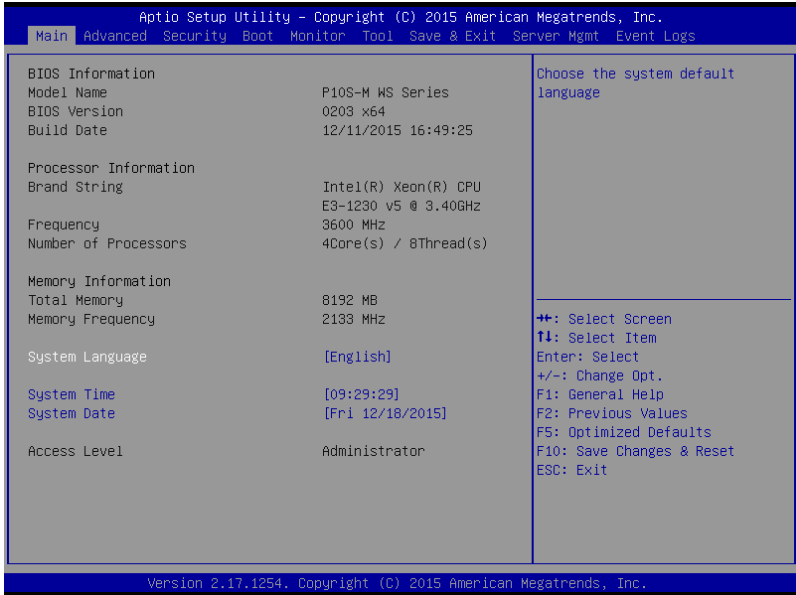 Aptio Setup Utility – Copyright (C) 2015 American Megatrends, Inc.
Main Advanced Security Boot Monitor Tool Save & Exit Server Mgmt Event Logs
BIOS Information
Model Name P10S-M WS Series
BIOS Version 0203 x64
Build Date 12/11/2015 16:49:25
Processor Information
Brand String Intel(R) Xeon(R) CPU
E3-1230 v5 @ 3.40GHz
Frequency 3600 MHz
Number of Processors 4Core(s) / 8Thread(s)
Memory Information
Total Memory 8192 MB
Memory Frequency 2133 MHz
System Language [English]
System Time [09:29:29]
System Date [Fri 12/18/2015]
Access Level Administrator
Choose the system default
language
→←: Select Screen
↑↓: Select Item
Enter: Select
+/-: Change Opt.
F1: General Help
F2: Previous Values
F5: Optimized Defaults
F10: Save Changes & Reset
ESC: Exit
Version 2.17.1254. Copyright (C) 2015 American Megatrends, Inc.